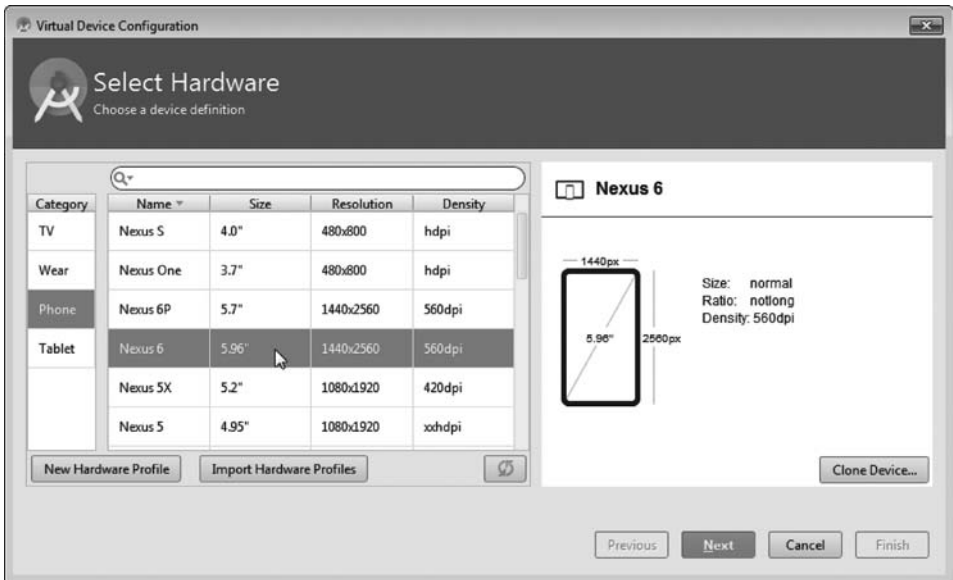 Virtual Device Configuration
Select Hardware
Choose a device definition
Category Name Size Resolution Density
TV Nexus S 4.0" 480x800 hdpi
Wear Nexus One 3.7" 480x800 hdpi
Phone Nexus 6P 5.7" 1440x2560 560dpi
Tablet Nexus 6 5.96" 1440x2560 560dpi
Nexus 5X 5.2" 1080x1920 420dpi
Nexus 5 4.95" 1080x1920 xxhdpi
New Hardware Profile Import Hardware Profiles
Nexus 6
1440px
5.96" 2560px
Size: normal
Ratio: notlong
Density: 560dpi
Clone Device...
Previous Next Cancel Finish